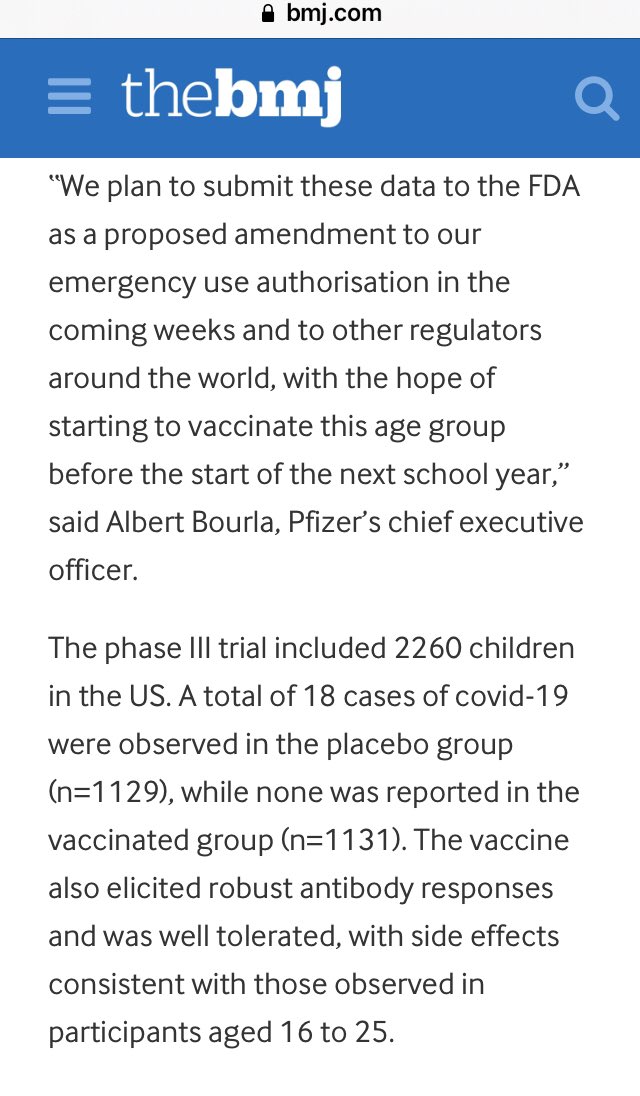 bmj.com
thebmj
“We plan to submit these data to the FDA
as a proposed amendment to our
emergency use authorisation in the
coming weeks and to other regulators
around the world, with the hope of
starting to vaccinate this age group
before the start of the next school year,”
said Albert Bourla, Pfizer’s chief executive
officer.
The phase III trial included 2260 children
in the US. A total of 18 cases of covid-19
were observed in the placebo group
(n=1129), while none was reported in the
vaccinated group (n=1131). The vaccine
also elicited robust antibody responses
and was well tolerated, with side effects
consistent with those observed in
participants aged 16 to 25.